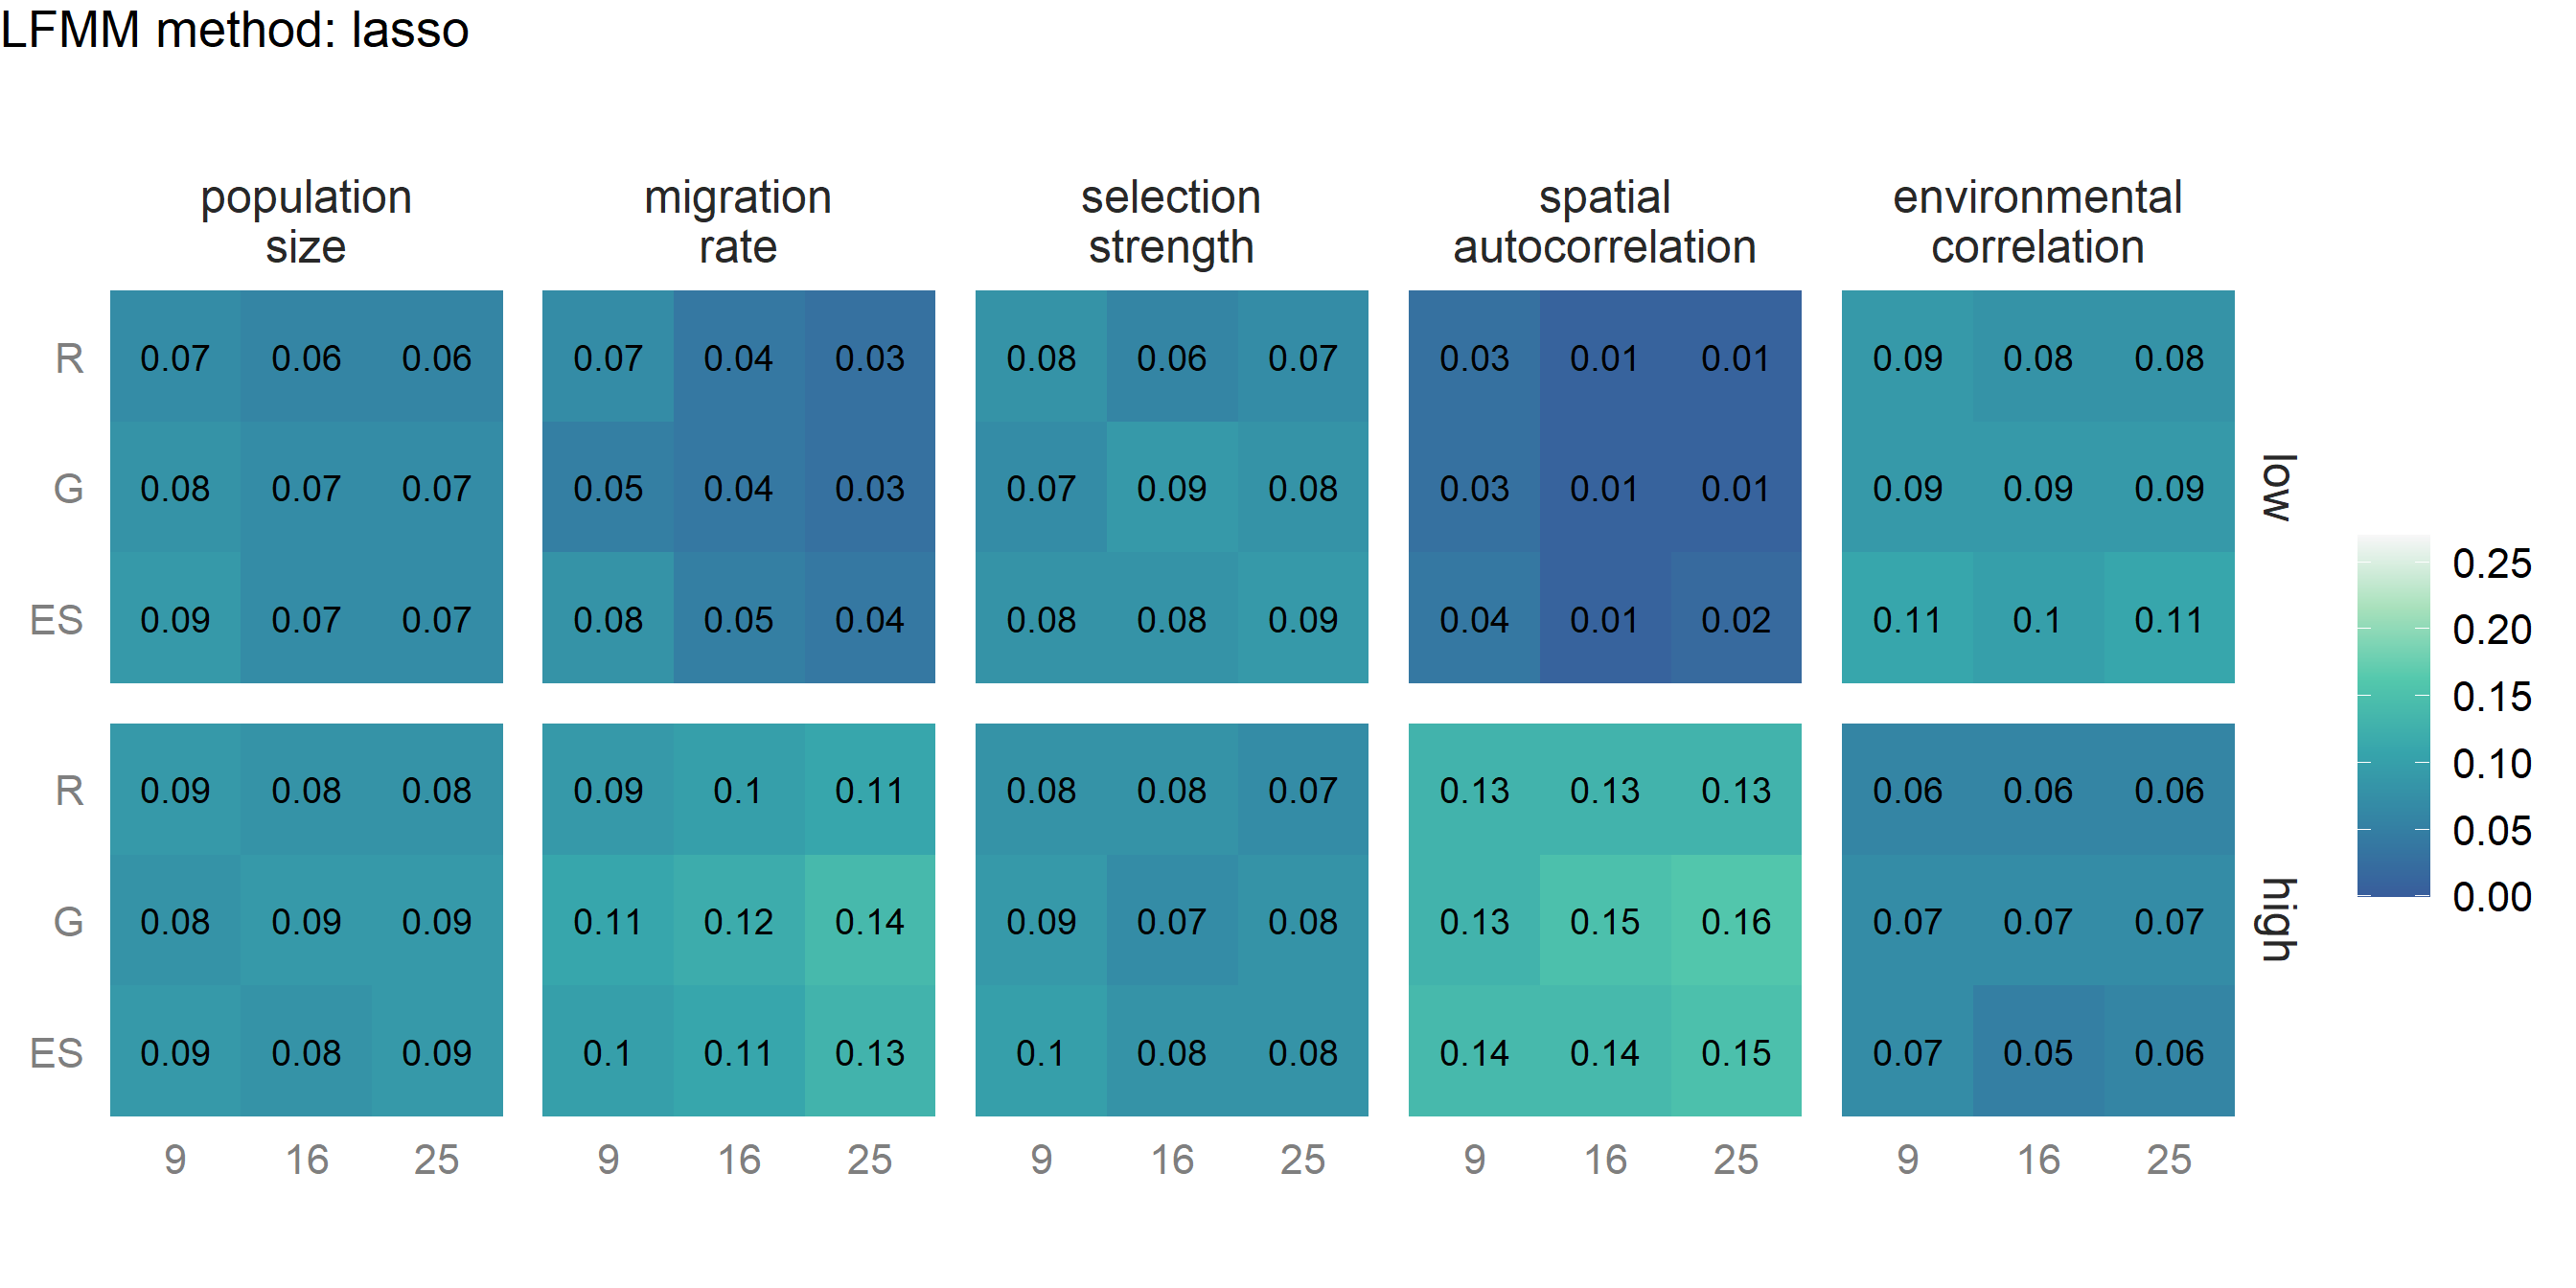 LFMM method: lasso
population size
migration rate
selection strength
spatial autocorrelation
environmental correlation
R 0.07 0.06 0.06 0.07 0.04 0.03 0.08 0.06 0.07 0.03 0.01 0.01 0.09 0.08 0.08
G 0.08 0.07 0.07 0.05 0.04 0.03 0.07 0.09 0.08 0.03 0.01 0.01 0.09 0.09 0.09
ES 0.09 0.07 0.07 0.08 0.05 0.04 0.08 0.08 0.09 0.04 0.01 0.02 0.11 0.1 0.11
low
R 0.09 0.08 0.08 0.09 0.1 0.11 0.08 0.08 0.07 0.13 0.13 0.13 0.06 0.06 0.06
G 0.08 0.09 0.09 0.11 0.12 0.14 0.09 0.07 0.08 0.13 0.15 0.16 0.07 0.07 0.07
ES 0.09 0.08 0.09 0.1 0.11 0.13 0.1 0.08 0.08 0.14 0.14 0.15 0.07 0.05 0.06
high
9 16 25 9 16 25 9 16 25 9 16 25 9 16 25
0.25
0.20
0.15
0.10
0.05
0.00